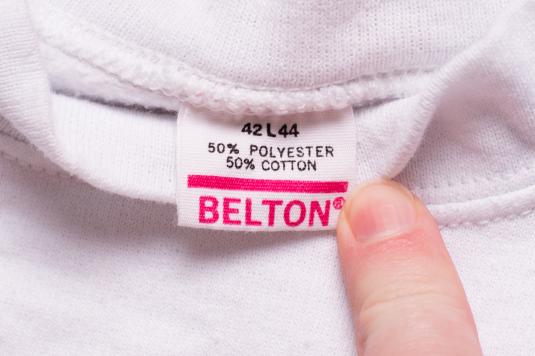 42 L 44
50% POLYESTER
50% COTTON
BELTON®